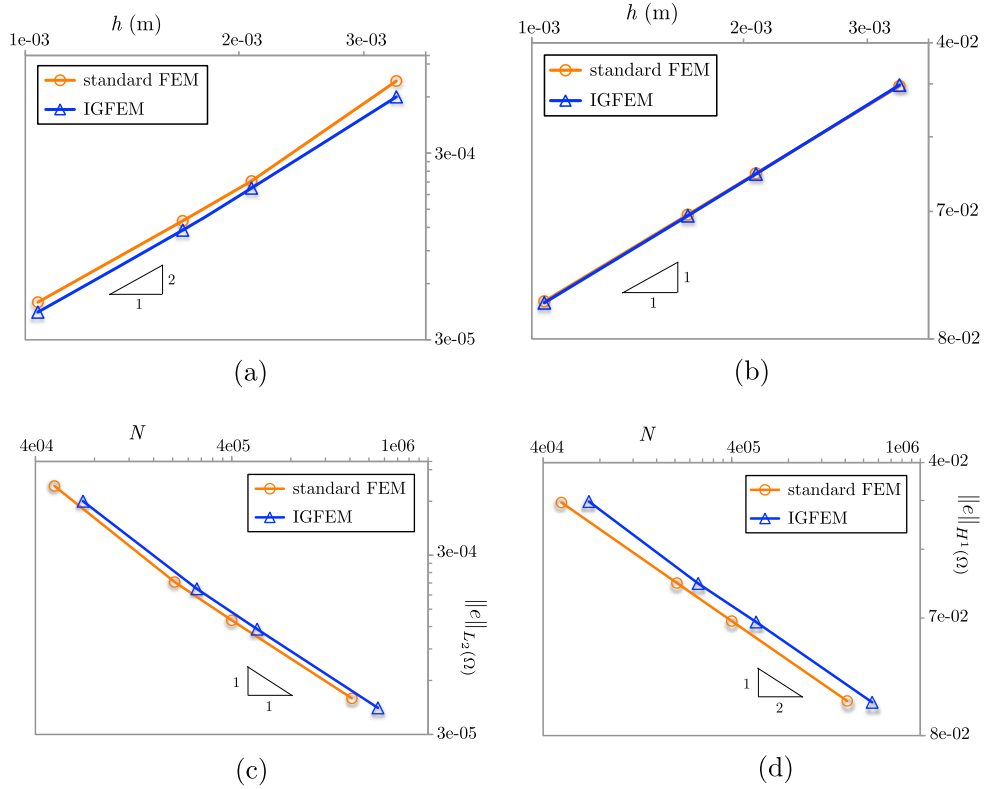 h (m)
1e-03 2e-03 3e-03
standard FEM
IGFEM
3e-04
2
1
3e-05
(a)
h (m)
1e-03 2e-03 3e-03
4e-02
standard FEM
IGFEM
7e-02
1
1
8e-02
(b)
N
4e04 4e05 1e06
standard FEM
IGFEM
3e-04
||e||L2(Ω)
1
1
3e-05
(c)
N
4e04 4e05 1e06
4e-02
standard FEM
IGFEM
||e||H1(Ω)
7e-02
1
2
8e-02
(d)